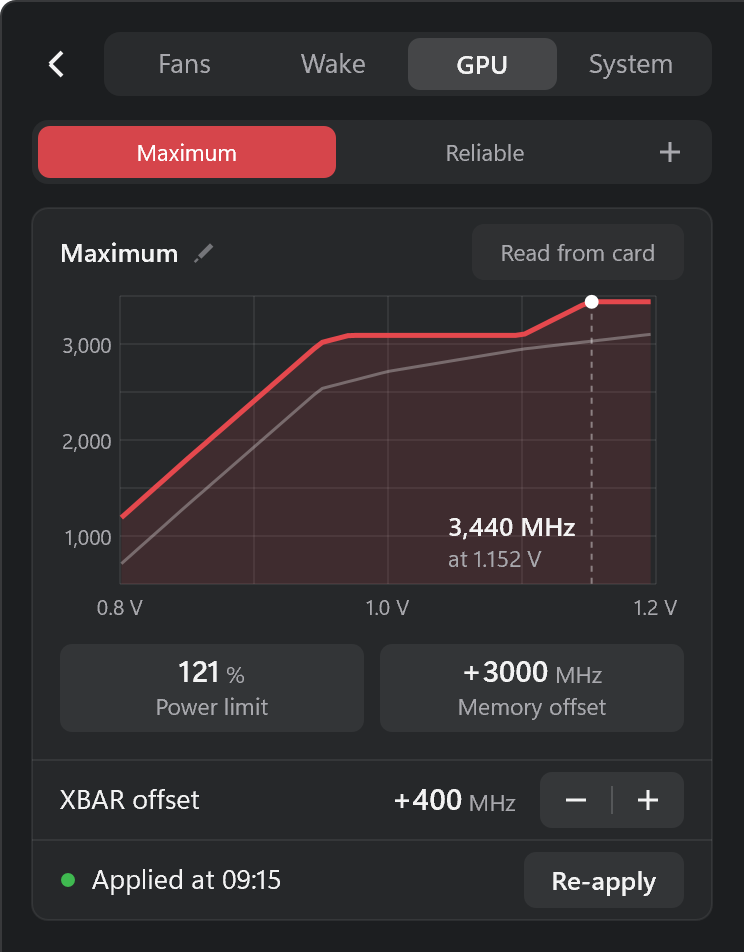 Fans Wake GPU System
Maximum Reliable +
Maximum Read from card
3,000
2,000
1,000
3,440 MHz
at 1.152 V
0.8 V 1.0 V 1.2 V
121 % +3000 MHz
Power limit Memory offset
XBAR offset +400 MHz − +
Applied at 09:15 Re-apply